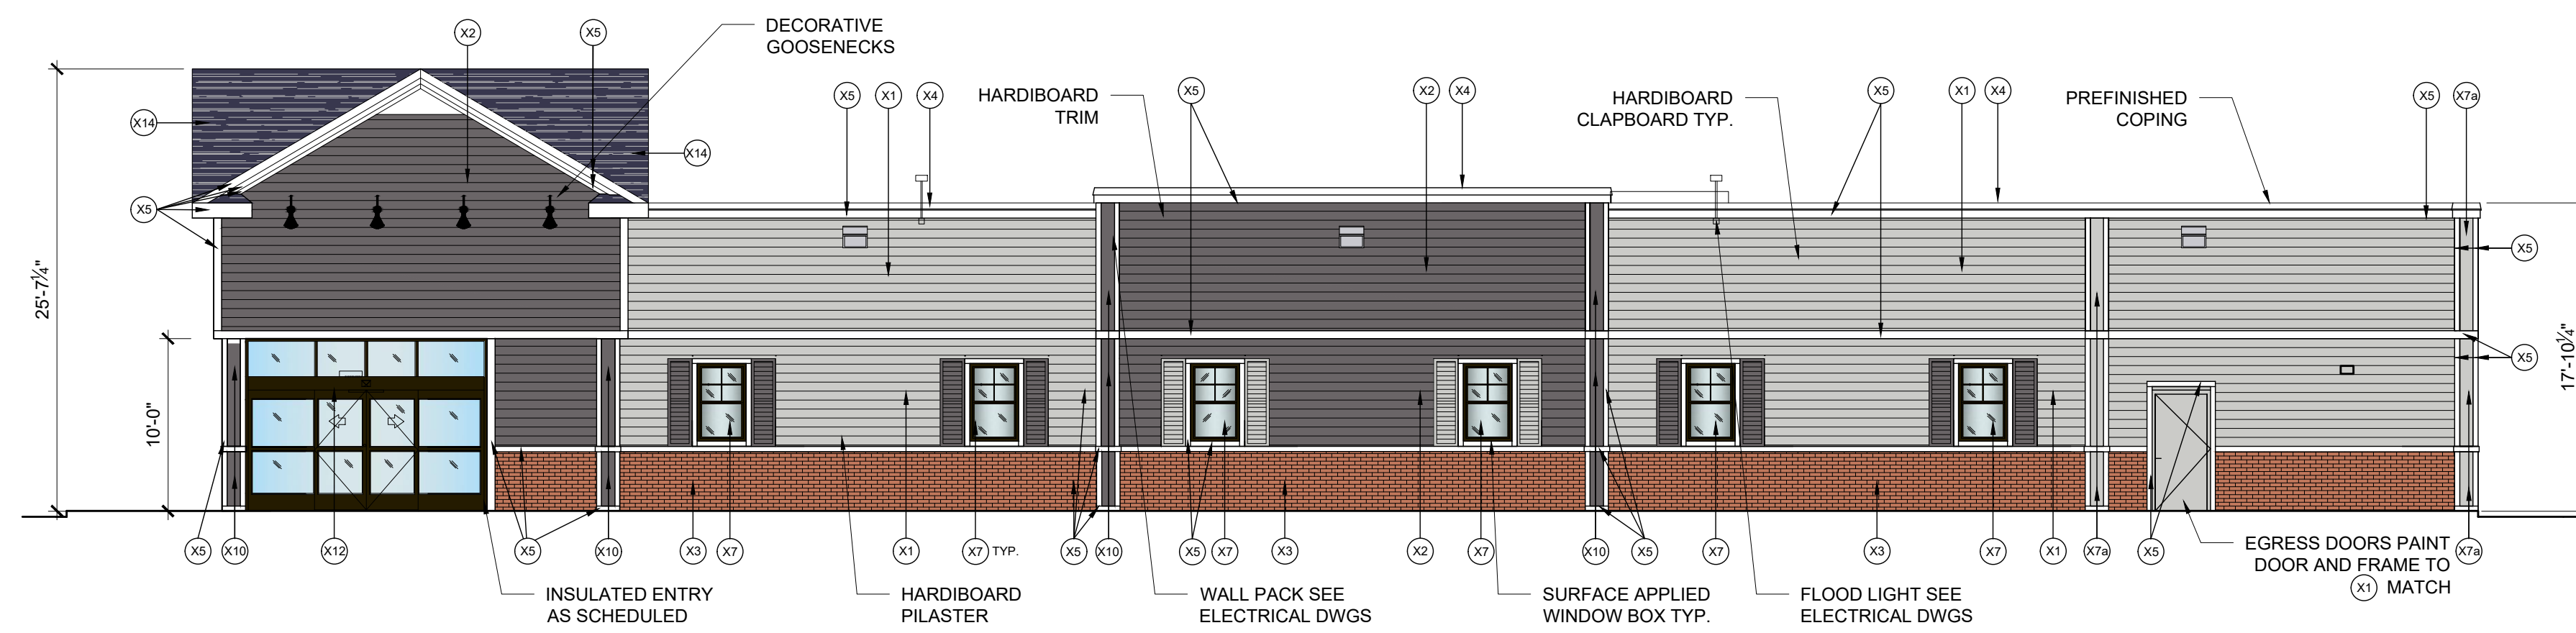 X2
X5
DECORATIVE
GOOSENECKS
X14
X14
X5
X5
X1
X4
HARDIBOARD
TRIM
X5
X2
X4
HARDIBOARD
CLAPBOARD TYP.
X5
X1
X4
PREFINISHED
COPING
X5
X7a
X5
X5
25'-7¼"
10'-0"
17'-10¼"
X5
X10
X12
X5
X10
X3
X7
X1
X7 TYP.
X5
X10
X5
X7
X3
X2
X7
X10
X5
X7
X3
X7
X1
X7a
X5
X7a
INSULATED ENTRY
AS SCHEDULED
HARDIBOARD
PILASTER
WALL PACK SEE
ELECTRICAL DWGS
SURFACE APPLIED
WINDOW BOX TYP.
FLOOD LIGHT SEE
ELECTRICAL DWGS
EGRESS DOORS PAINT
DOOR AND FRAME TO
X1 MATCH